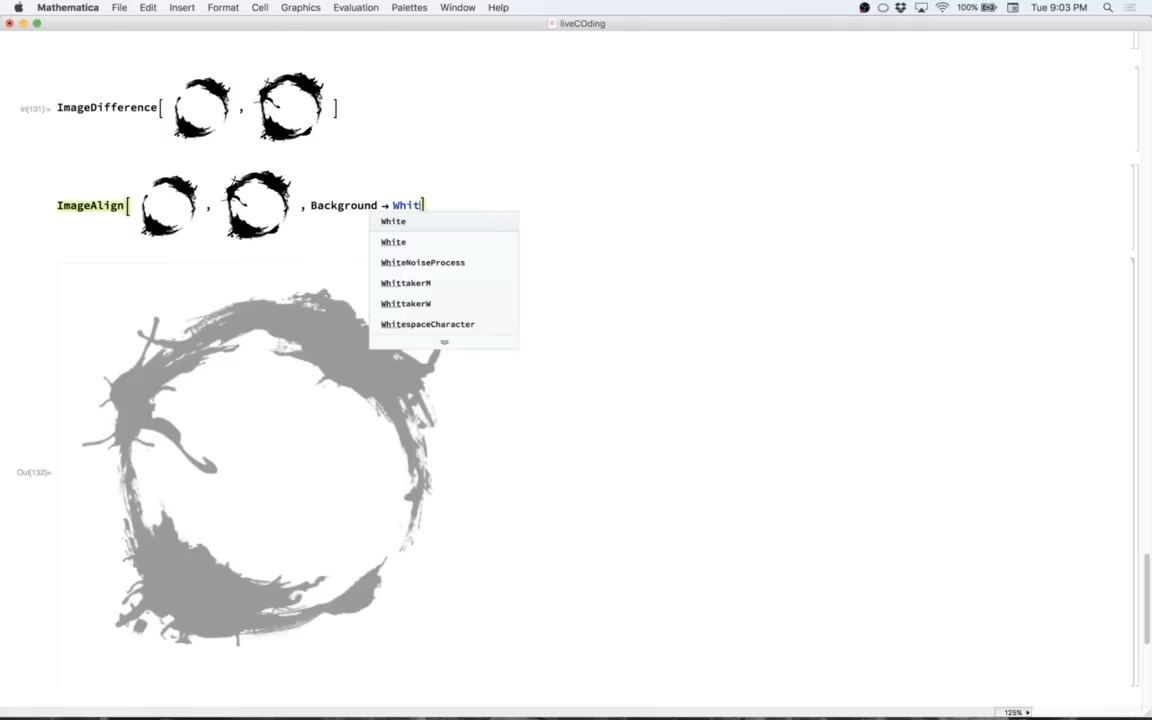 Mathematica File Edit Insert Format Cell Graphics Evaluation Palettes Window Help 100% Tue 9:03 PM
liveCOding
In[131]:= ImageDifference[ , ]
ImageAlign[ , , Background → Whit]
White
White
WhiteNoiseProcess
WhittakerM
WhittakerW
WhitespaceCharacter
Out[132]=
125%